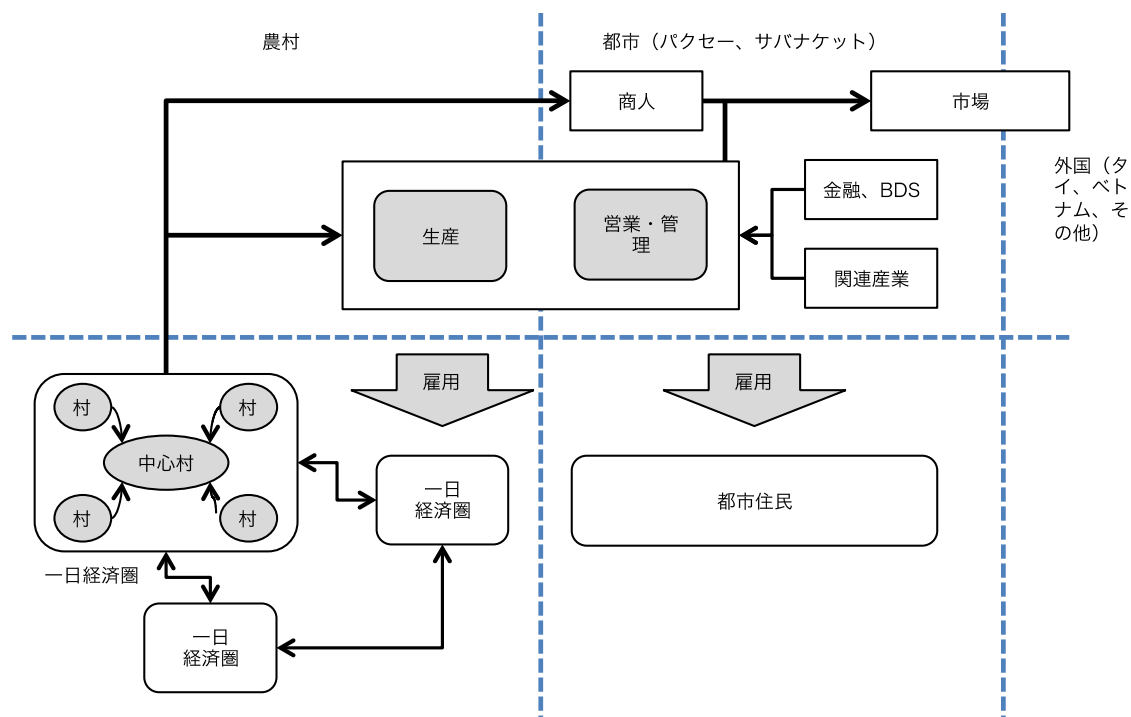 農村
都市（パクセー、サバナケット）
商人
市場
外国（タ
イ、ベト
ナム、そ
の他）
金融、BDS
生産
営業・管
理
関連産業
雇用
雇用
村
村
中心村
村
村
一日
経済圏
都市住民
一日経済圏
一日
経済圏